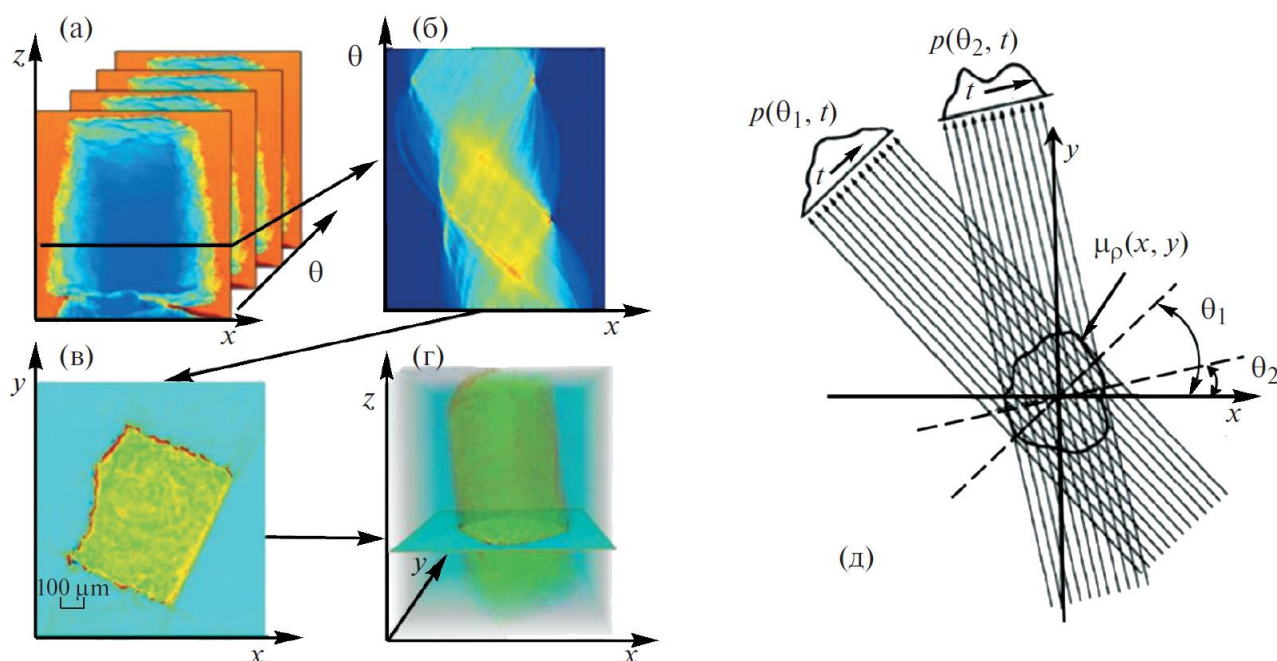 (а)
z
x
θ
(б)
θ
x
(в)
y
100 μm
x
(г)
z
y
x
p(θ2, t)
t
p(θ1, t)
t
y
μρ(x, y)
θ1
θ2
x
(д)